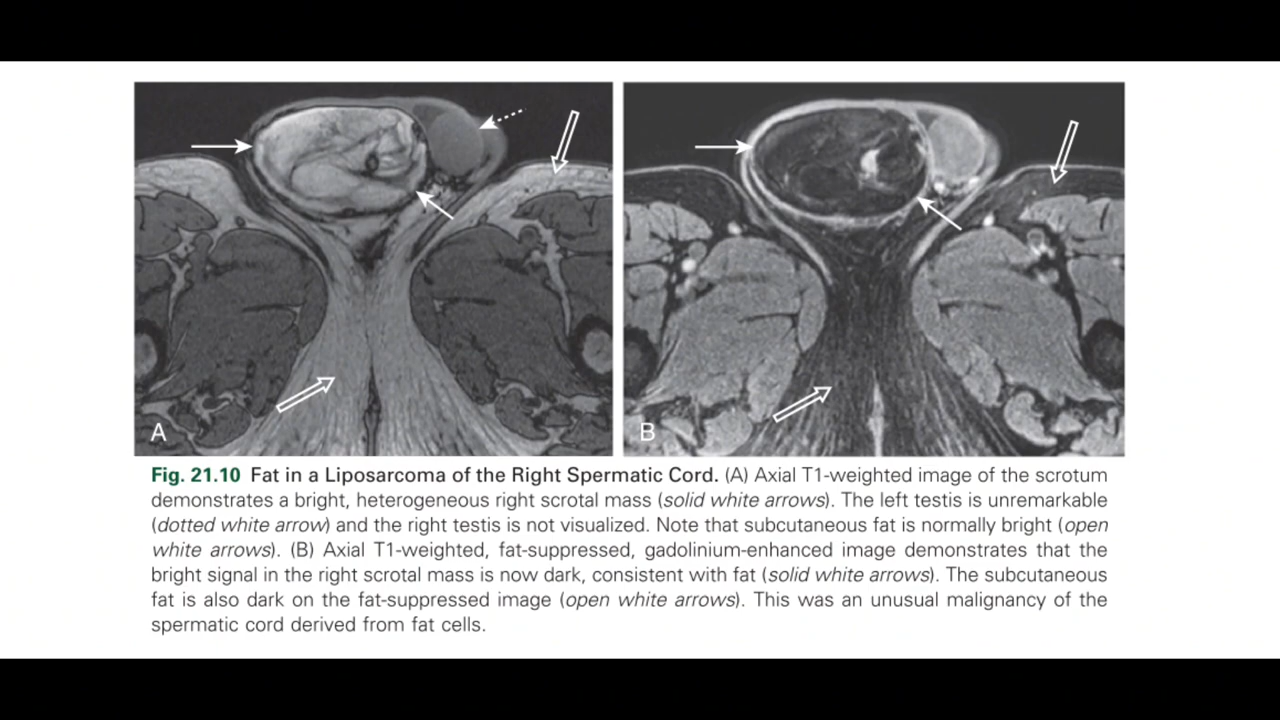 A
B
Fig. 21.10 Fat in a Liposarcoma of the Right Spermatic Cord. (A) Axial T1-weighted image of the scrotum
demonstrates a bright, heterogeneous right scrotal mass (solid white arrows). The left testis is unremarkable
(dotted white arrow) and the right testis is not visualized. Note that subcutaneous fat is normally bright (open
white arrows). (B) Axial T1-weighted, fat-suppressed, gadolinium-enhanced image demonstrates that the
bright signal in the right scrotal mass is now dark, consistent with fat (solid white arrows). The subcutaneous
fat is also dark on the fat-suppressed image (open white arrows). This was an unusual malignancy of the
spermatic cord derived from fat cells.